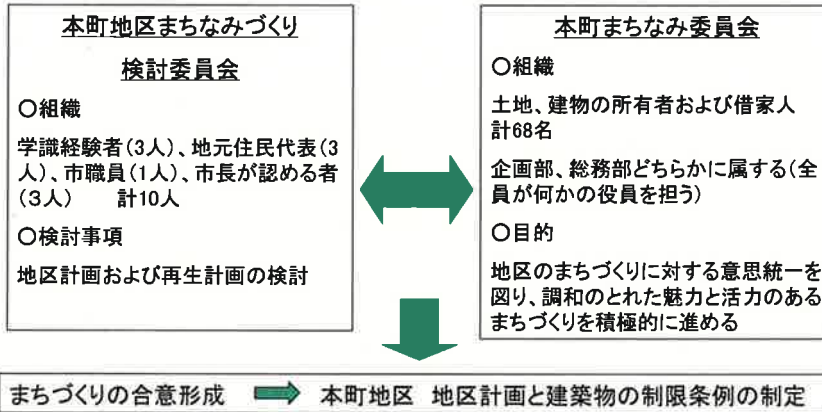 本町地区まちなみづくり
検討委員会
〇組織
学識経験者(3人)、地元住民代表(3
人)、市職員(1人)、市長が認める者
(3人)　　計10人
〇検討事項
地区計画および再生計画の検討
本町まちなみ委員会
〇組織
土地、建物の所有者および借家人
計68名
企画部、総務部どちらかに属する(全
員が何かの役員を担う)
〇目的
地区のまちづくりに対する意思統一を
図り、調和のとれた魅力と活力のある
まちづくりを積極的に進める
まちづくりの合意形成　　本町地区　地区計画と建築物の制限条例の制定